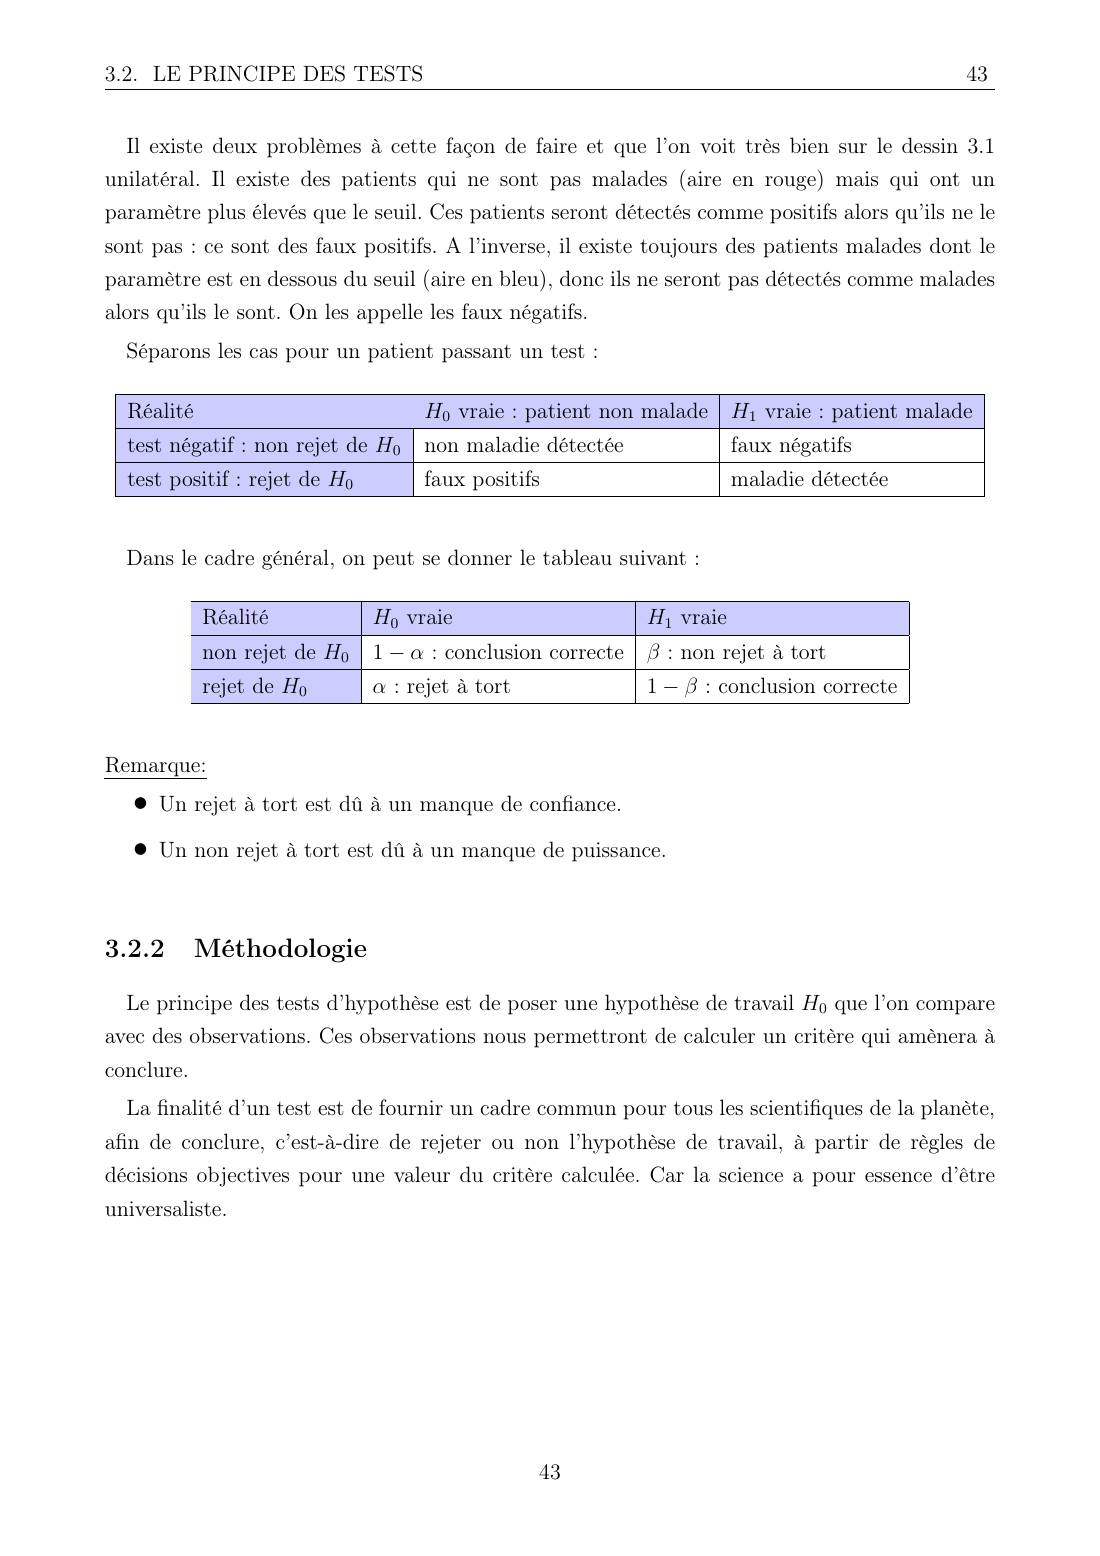 3.2. LE PRINCIPE DES TESTS 43
Il existe deux problèmes à cette façon de faire et que l'on voit très bien sur le dessin 3.1
unilatéral. Il existe des patients qui ne sont pas malades (aire en rouge) mais qui ont un
paramètre plus élevés que le seuil. Ces patients seront détectés comme positifs alors qu'ils ne le
sont pas : ce sont des faux positifs. A l'inverse, il existe toujours des patients malades dont le
paramètre est en dessous du seuil (aire en bleu), donc ils ne seront pas détectés comme malades
alors qu'ils le sont. On les appelle les faux négatifs.
Séparons les cas pour un patient passant un test :
Réalité H₀ vraie : patient non malade H₁ vraie : patient malade
test négatif : non rejet de H₀ non maladie détectée faux négatifs
test positif : rejet de H₀ faux positifs maladie détectée
Dans le cadre général, on peut se donner le tableau suivant :
Réalité H₀ vraie H₁ vraie
non rejet de H₀ 1 − α : conclusion correcte β : non rejet à tort
rejet de H₀ α : rejet à tort 1 − β : conclusion correcte
Remarque:
● Un rejet à tort est dû à un manque de confiance.
● Un non rejet à tort est dû à un manque de puissance.
3.2.2 Méthodologie
Le principe des tests d'hypothèse est de poser une hypothèse de travail H₀ que l'on compare
avec des observations. Ces observations nous permettront de calculer un critère qui amènera à
conclure.
La finalité d'un test est de fournir un cadre commun pour tous les scientifiques de la planète,
afin de conclure, c'est-à-dire de rejeter ou non l'hypothèse de travail, à partir de règles de
décisions objectives pour une valeur du critère calculée. Car la science a pour essence d'être
universaliste.
43